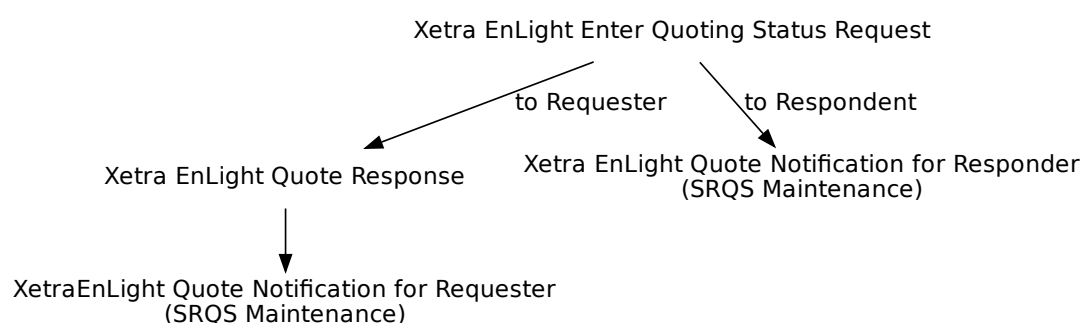 Xetra EnLight Enter Quoting Status Request
to Requester
to Respondent
Xetra EnLight Quote Response
Xetra EnLight Quote Notification for Responder
(SRQS Maintenance)
XetraEnLight Quote Notification for Requester
(SRQS Maintenance)